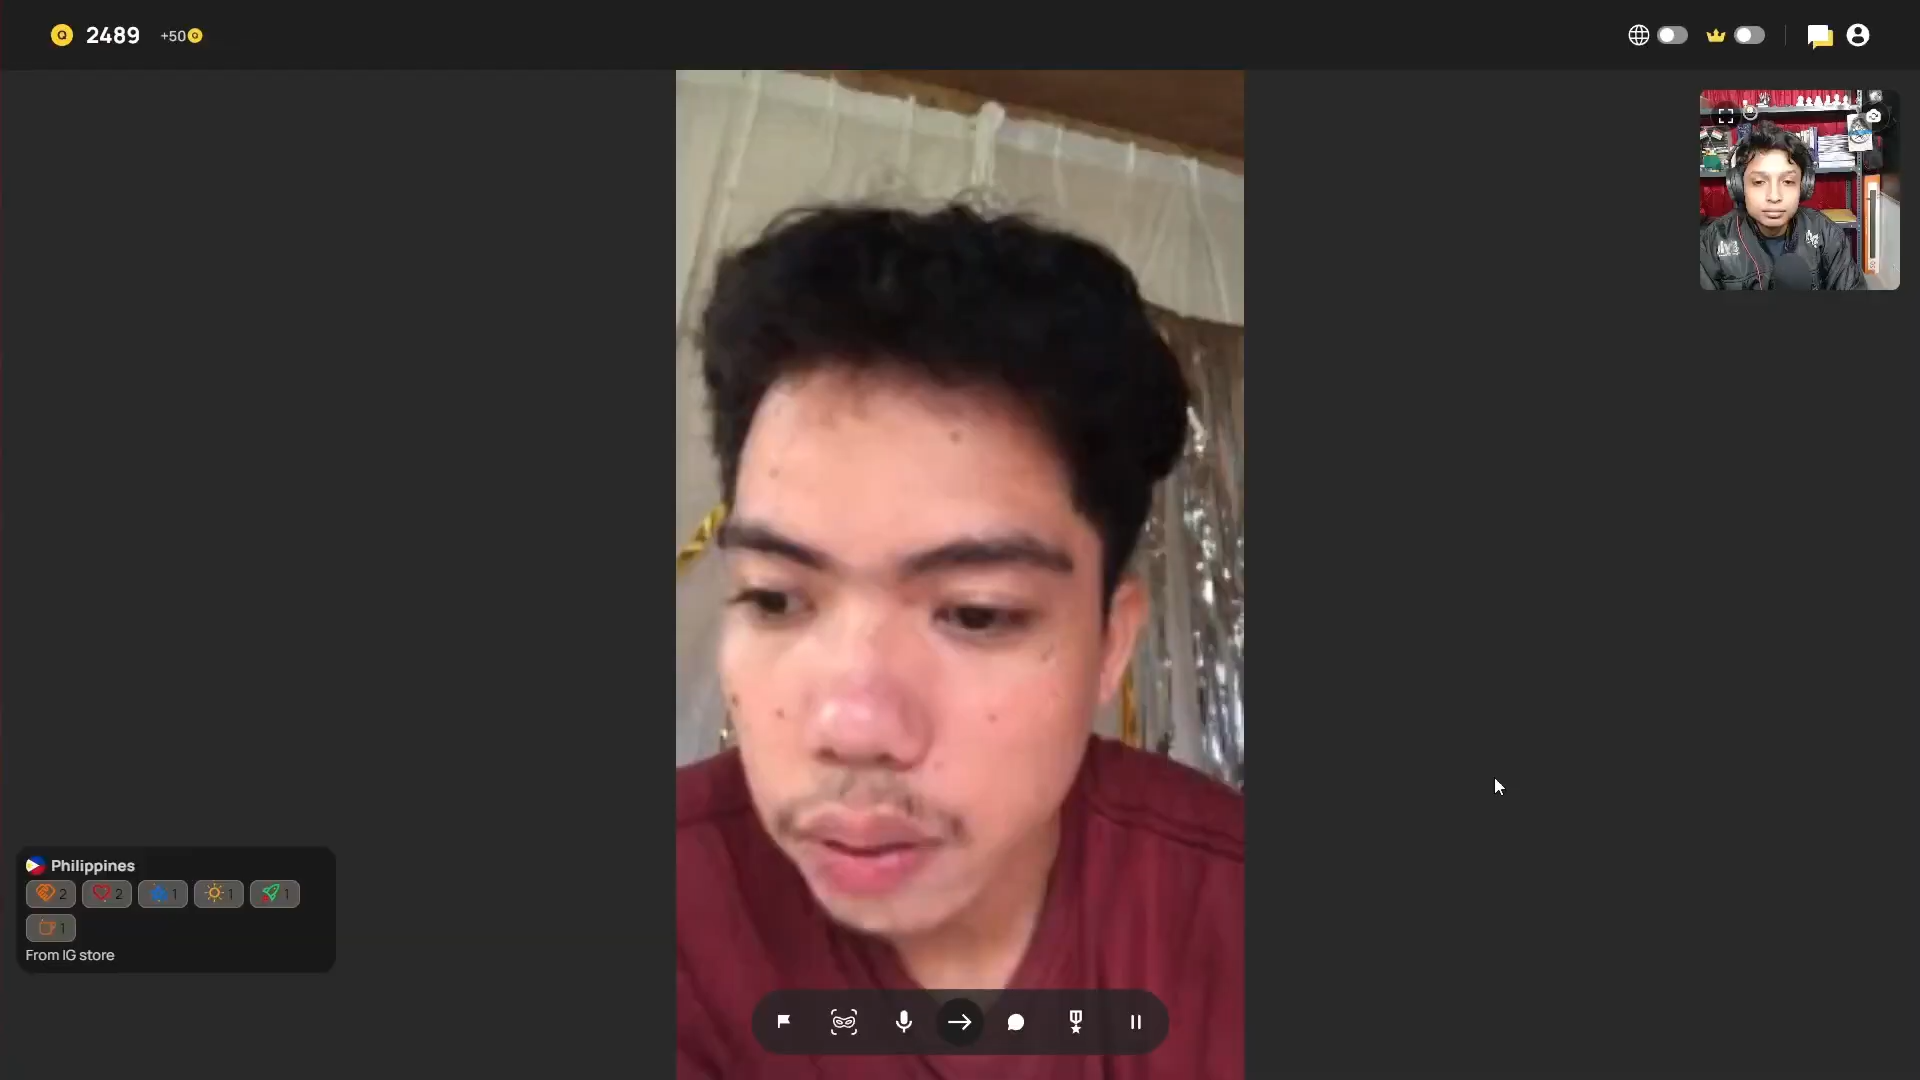 Q 2489 +50 Q
Philippines
2 2 1 1 1
1
From IG store